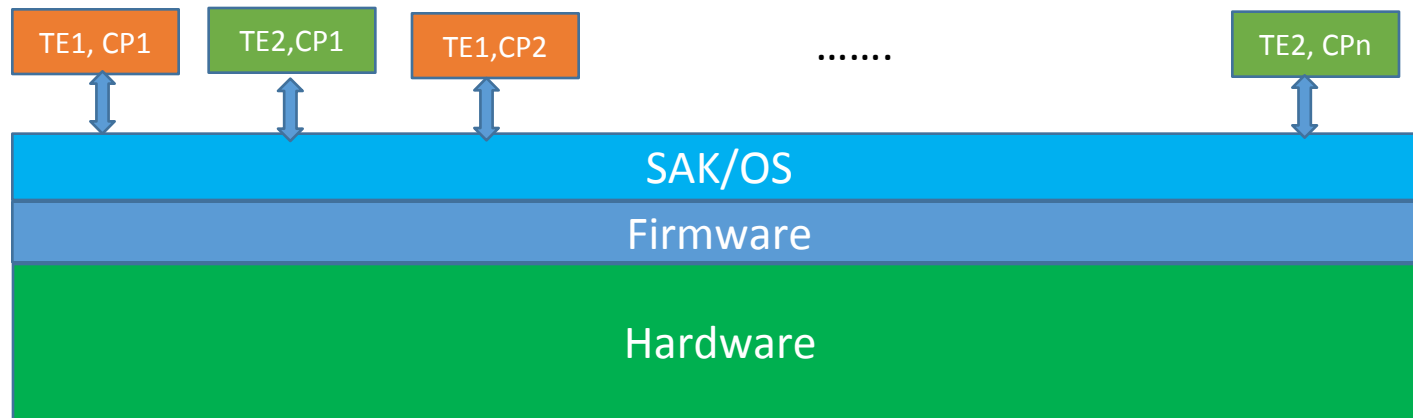 TE1, CP1
TE2,CP1
TE1,CP2
.......
TE2, CPn
SAK/OS
Firmware
Hardware